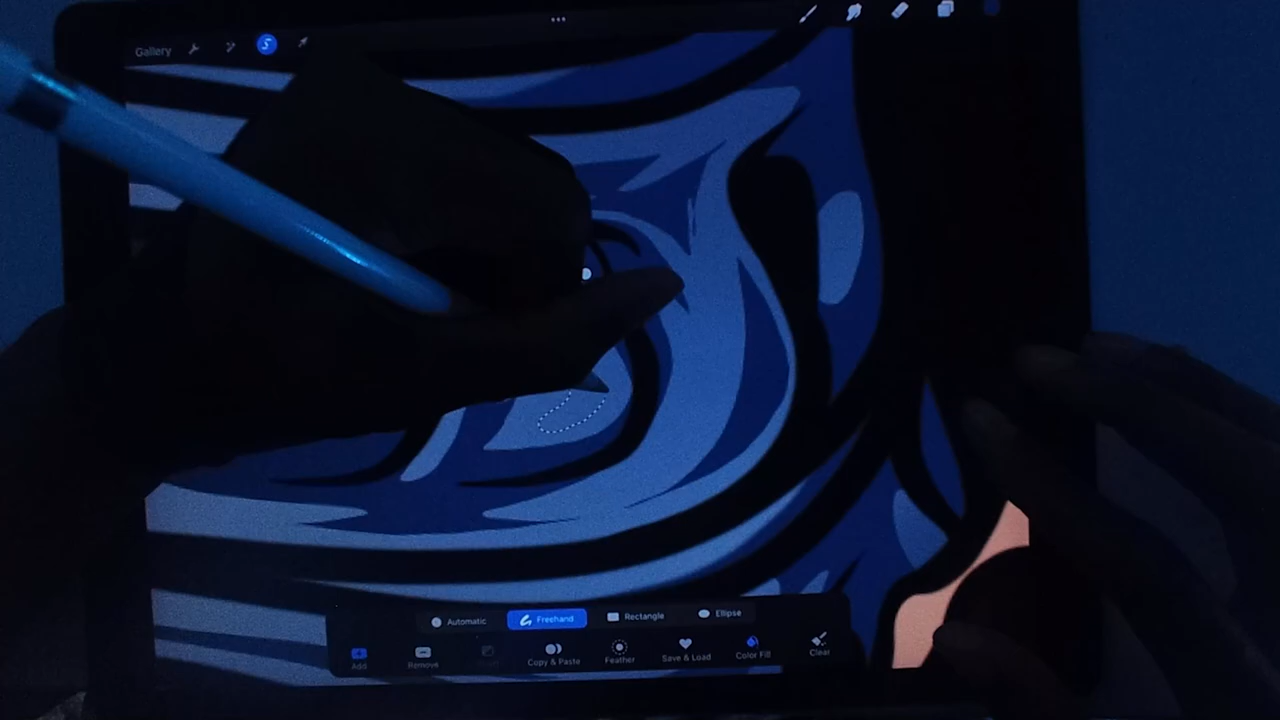 Gallery
Automatic Freehand Rectangle Ellipse
Add Remove Copy & Paste Feather Save & Load Color Fill Clear